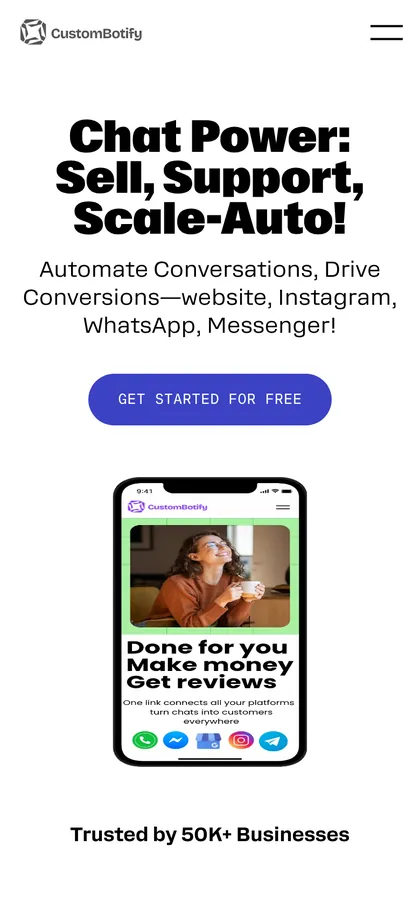 CustomBotify
Chat Power:
Sell, Support,
Scale-Auto!
Automate Conversations, Drive
Conversions—website, Instagram,
WhatsApp, Messenger!
GET STARTED FOR FREE
9:41
CustomBotify
Done for you
Make money
Get reviews
One link connects all your platforms
turn chats into customers
everywhere
G
Trusted by 50K+ Businesses